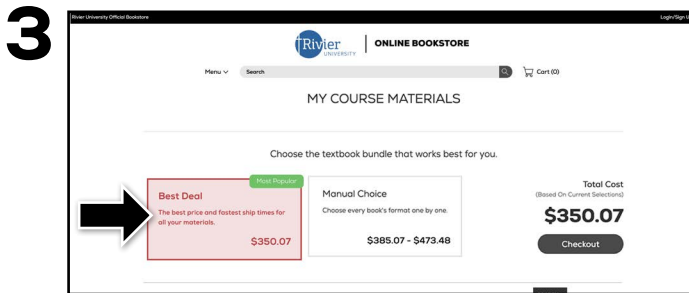 3
Rivier University Official Bookstore
Login/Sign U
Rivier
UNIVERSITY
ONLINE BOOKSTORE
Menu
Search
Cart (0)
MY COURSE MATERIALS
Choose the textbook bundle that works best for you.
Most Popular
Best Deal
The best price and fastest ship times for
all your materials.
$350.07
Manual Choice
Choose every book's format one by one.
$385.07 - $473.48
Total Cost
(Based On Current Selections)
$350.07
Checkout